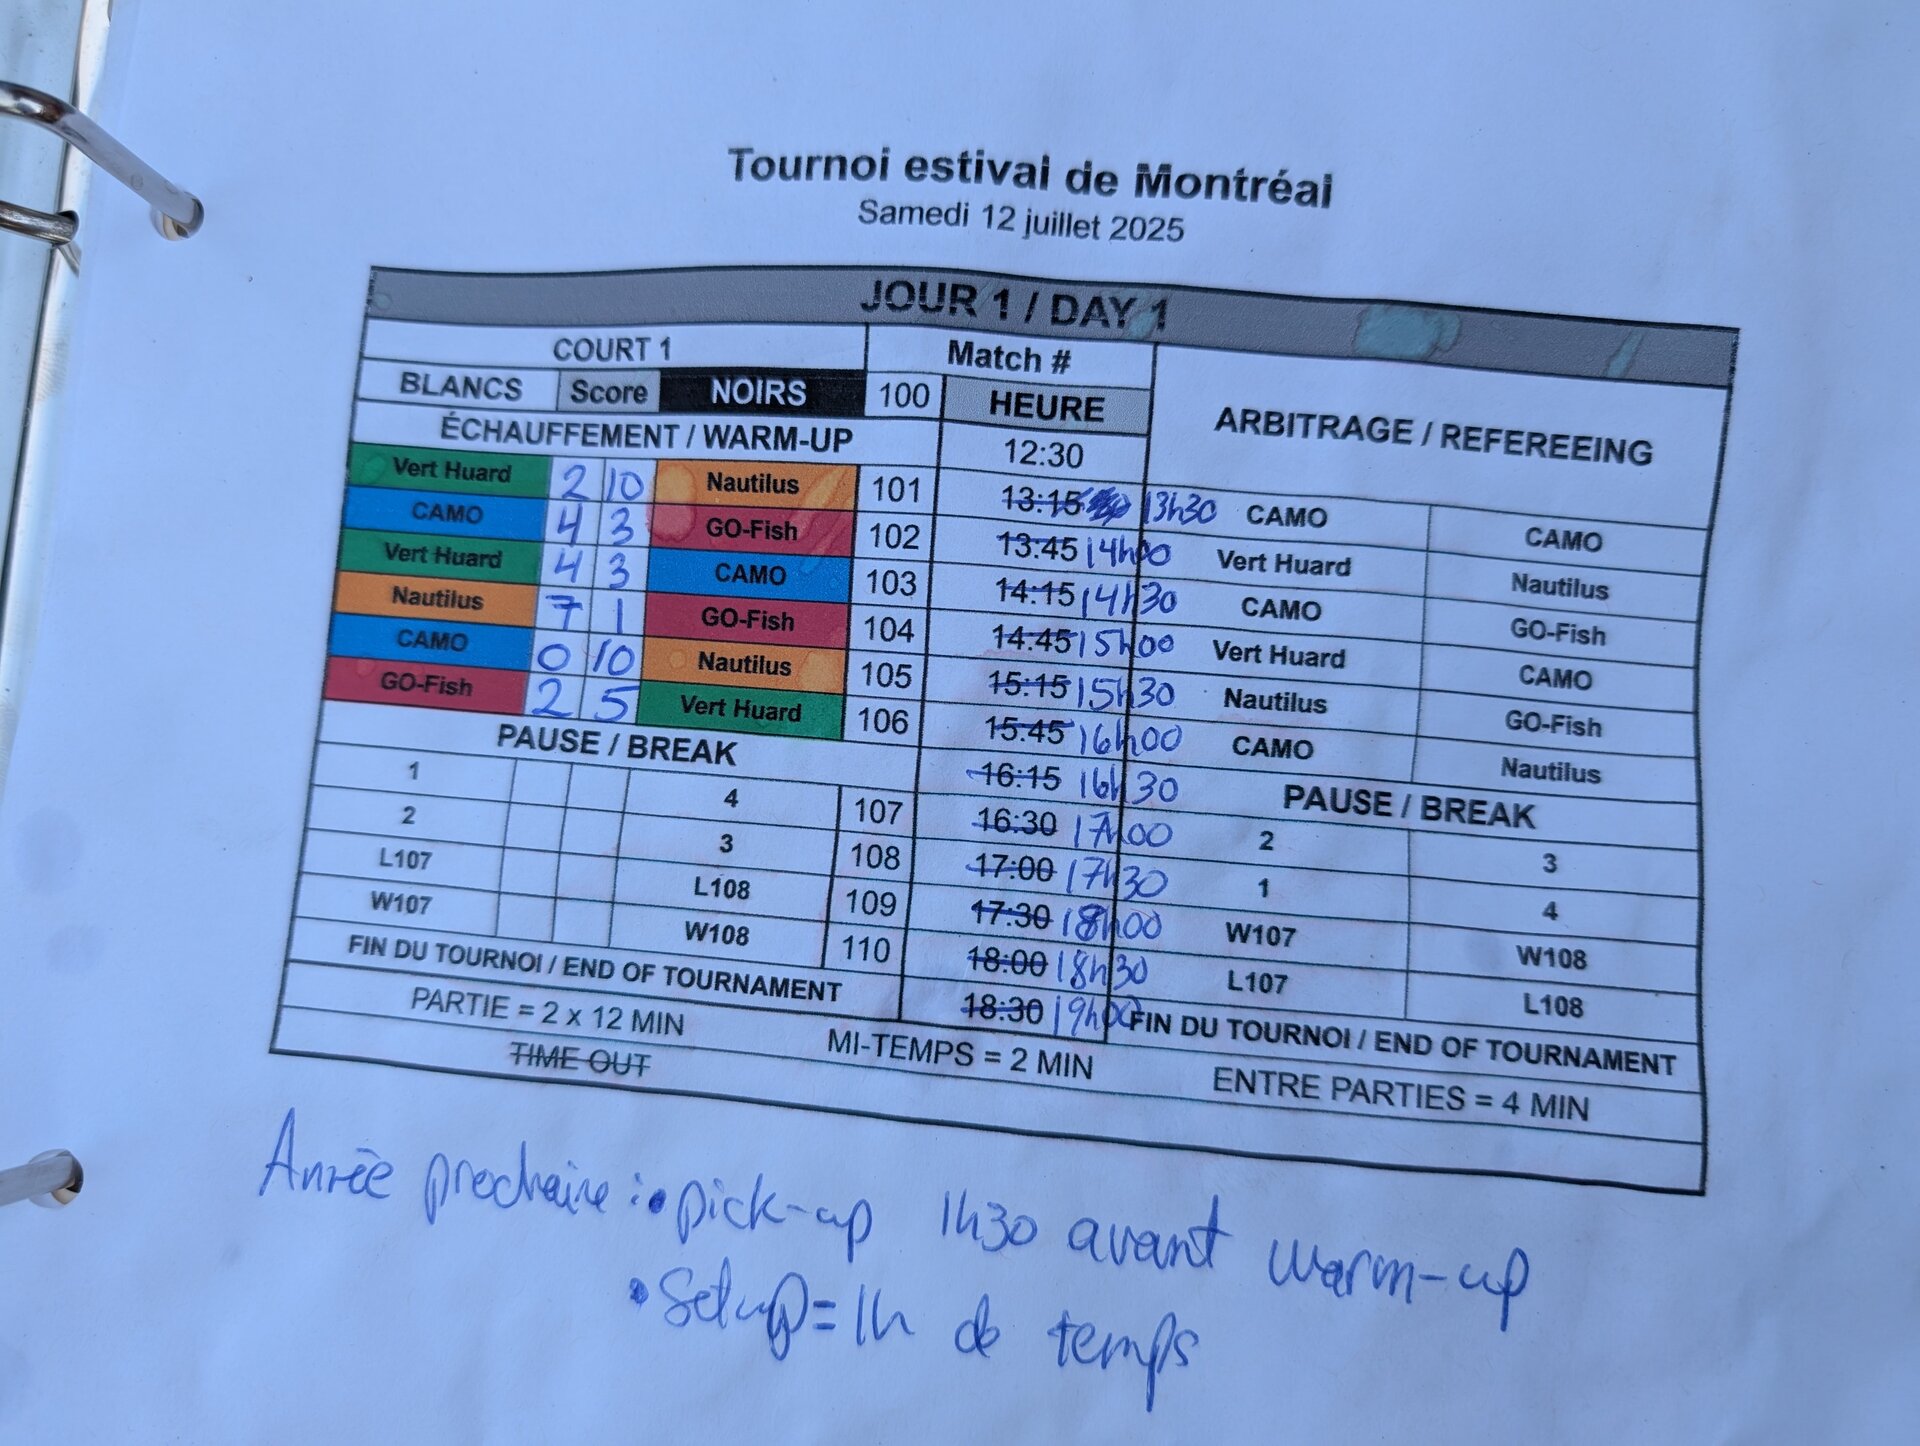 Tournoi estival de Montréal
Samedi 12 juillet 2025
JOUR 1 / DAY 1
COURT 1 Match # ARBITRAGE / REFEREEING
BLANCS Score NOIRS 100 HEURE
ÉCHAUFFEMENT / WARM-UP 12:30
Vert Huard 2 10 Nautilus 101 13:15 13h30 CAMO CAMO
CAMO 4 3 GO-Fish 102 13:45 14h00 Vert Huard Nautilus
Vert Huard 4 3 CAMO 103 14:15 14h30 CAMO GO-Fish
Nautilus 7 1 GO-Fish 104 14:45 15h00 Vert Huard CAMO
CAMO 0 10 Nautilus 105 15:15 15h30 Nautilus GO-Fish
GO-Fish 2 5 Vert Huard 106 15:45 16h00 CAMO Nautilus
PAUSE / BREAK 16:15 16h30 PAUSE / BREAK
1 4 107 16:30 17h00 2 3
2 3 108 17:00 17h30 1 4
L107 L108 109 17:30 18h00 W107 W108
W107 W108 110 18:00 18h30 L107 L108
FIN DU TOURNOI / END OF TOURNAMENT 18:30 19h00 FIN DU TOURNOI / END OF TOURNAMENT
PARTIE = 2 x 12 MIN MI-TEMPS = 2 MIN ENTRE PARTIES = 4 MIN
TIME OUT
Année prochaine : • pick-up 1h30 avant warm-up
• Setup = 1h de temps